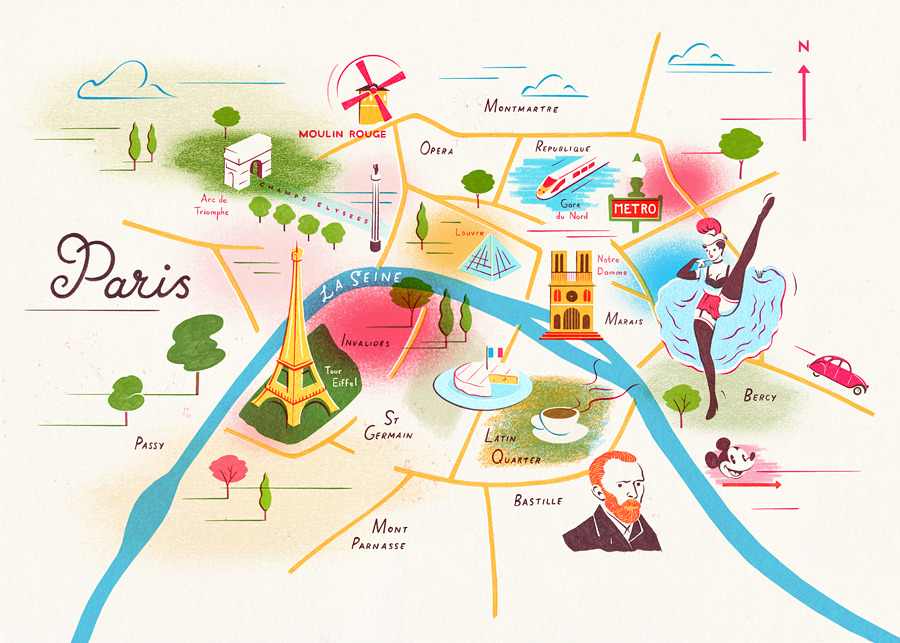 N
Montmartre
MOULIN ROUGE
Opera
Republique
Arc de
Triomphe
CHAMPS ELYSEES
Gare
du Nord
METRO
Louvre
Notre
Damme
Paris
LA SEINE
Marais
Invalides
Tour
Eiffel
Bercy
St
Germain
Latin
Quarter
Passy
Bastille
Mont
Parnasse